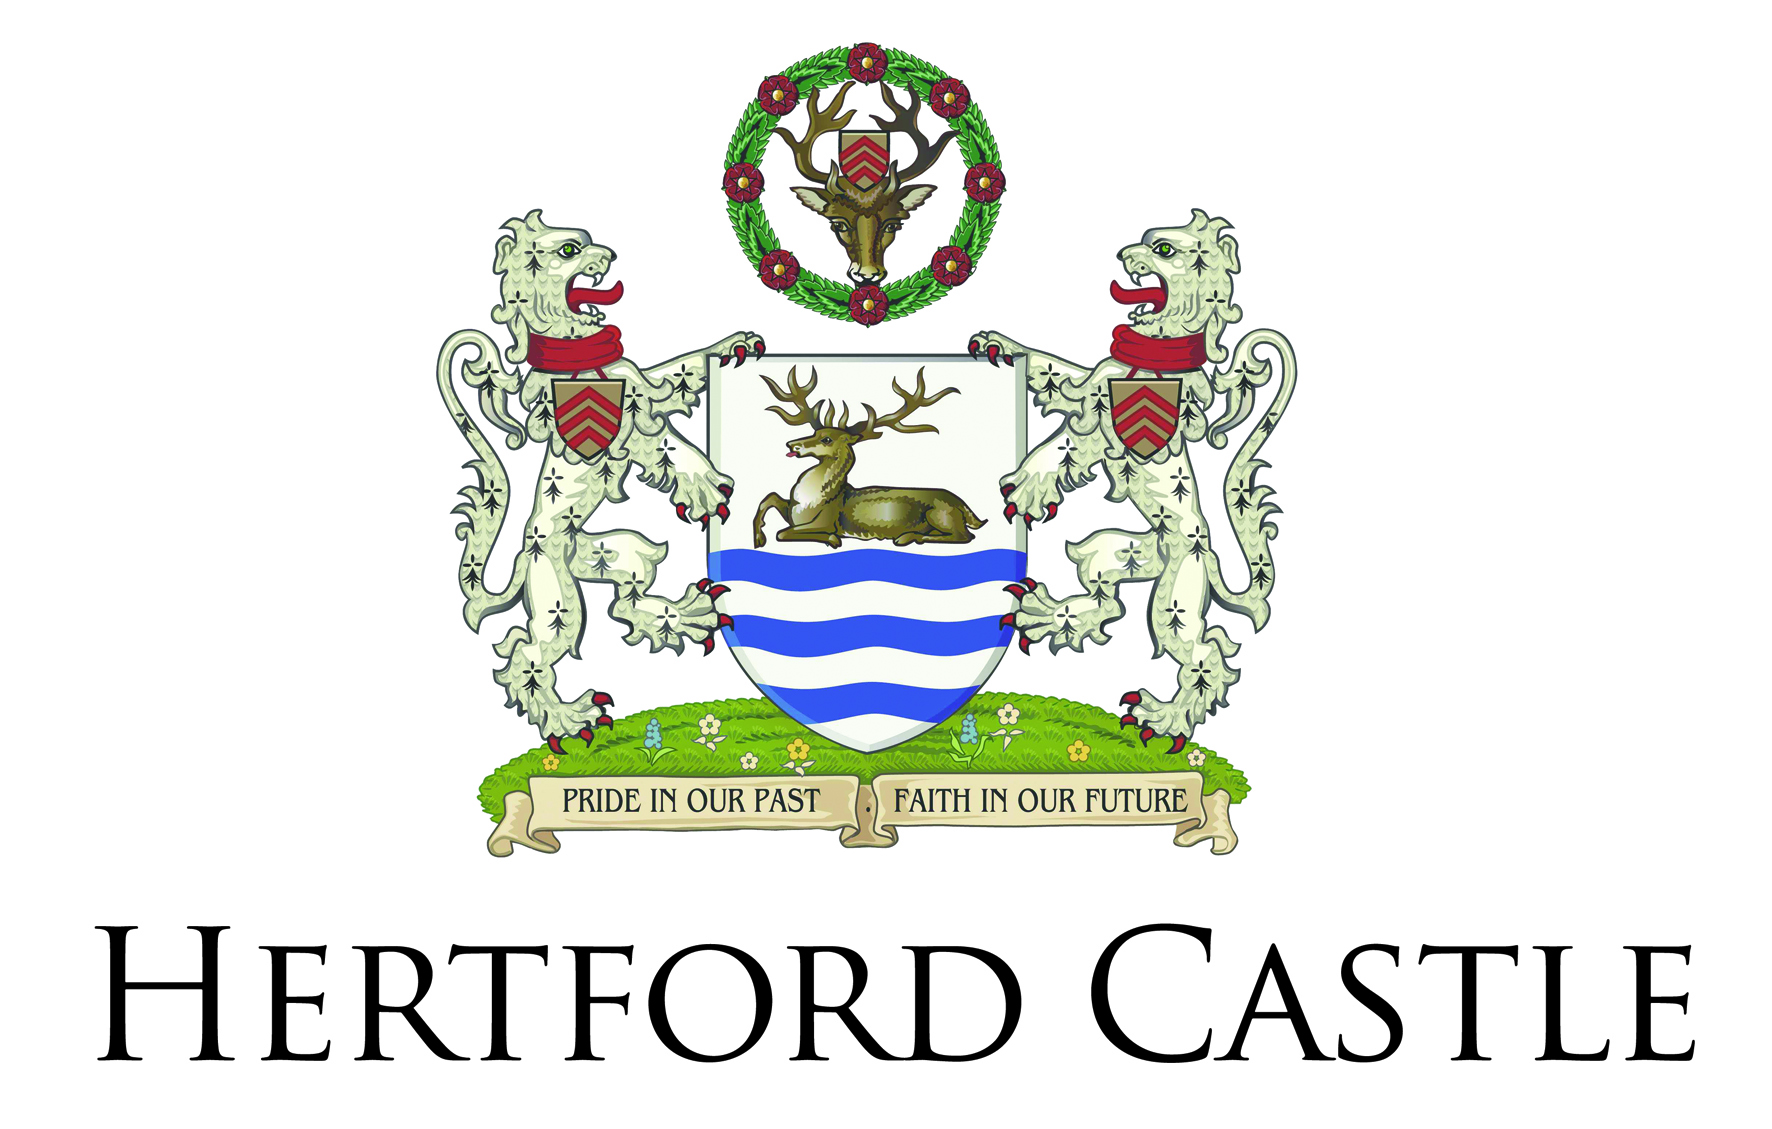 PRIDE IN OUR PAST . FAITH IN OUR FUTURE
HERTFORD CASTLE